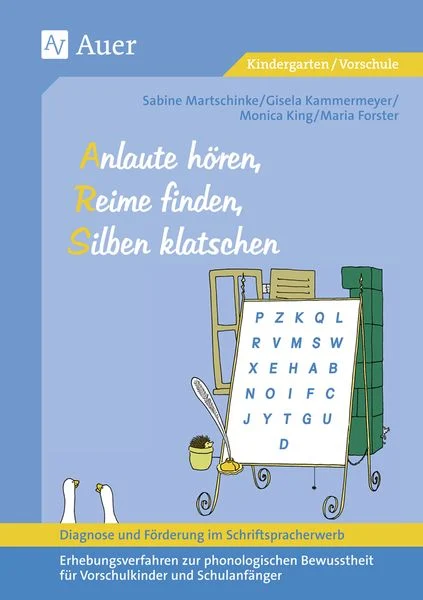 AV Auer
Kindergarten/Vorschule
Sabine Martschinke/Gisela Kammermeyer/
Monica King/Maria Forster
Anlaute hören,
Reime finden,
Silben klatschen
P Z K Q L
R V M S W
X E H A B
N O I F C
J Y T G U
D
Diagnose und Förderung im Schriftspracherwerb
Erhebungsverfahren zur phonologischen Bewusstheit
für Vorschulkinder und Schulanfänger